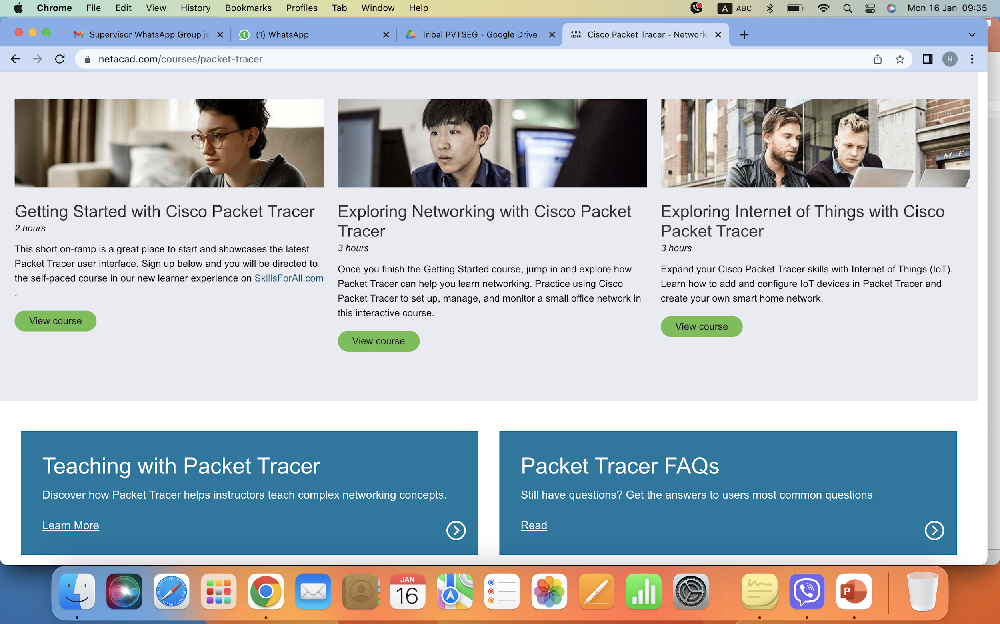 Chrome File Edit View History Bookmarks Profiles Tab Window Help A ABC Mon 16 Jan 09:35
Supervisor WhatsApp Group jo 1 (1) WhatsApp Tribal PVTSEG - Google Drive cisco Cisco Packet Tracer - Networki
netacad.com/courses/packet-tracer H
M E
Getting Started with Cisco Packet Tracer
2 hours
This short on-ramp is a great place to start and showcases the latest
Packet Tracer user interface. Sign up below and you will be directed to
the self-paced course in our new learner experience on SkillsForAll.com
.
View course
Exploring Networking with Cisco Packet
Tracer
3 hours
Once you finish the Getting Started course, jump in and explore how
Packet Tracer can help you learn networking. Practice using Cisco
Packet Tracer to set up, manage, and monitor a small office network in
this interactive course.
View course
Exploring Internet of Things with Cisco
Packet Tracer
3 hours
Expand your Cisco Packet Tracer skills with Internet of Things (IoT).
Learn how to add and configure IoT devices in Packet Tracer and
create your own smart home network.
View course
Teaching with Packet Tracer
Discover how Packet Tracer helps instructors teach complex networking concepts.
Learn More
Packet Tracer FAQs
Still have questions? Get the answers to users most common questions
Read
JAN
16
P